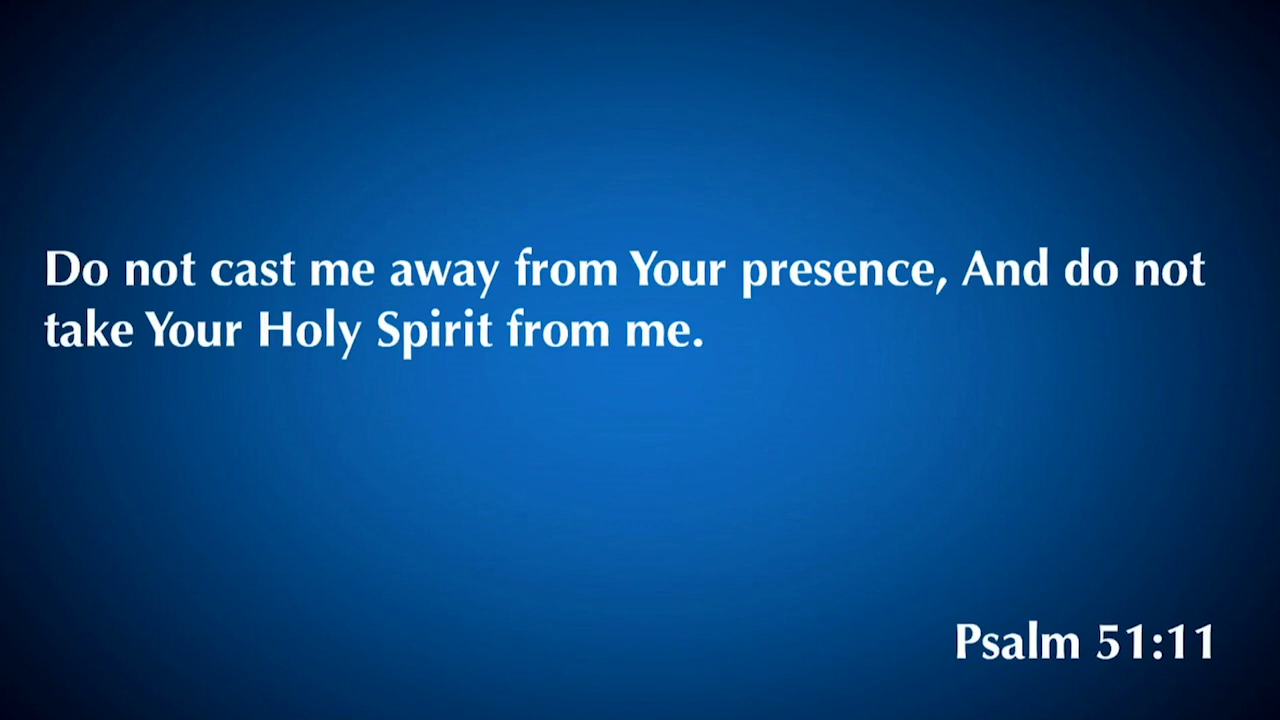 Do not cast me away from Your presence, And do not
take Your Holy Spirit from me.
Psalm 51:11